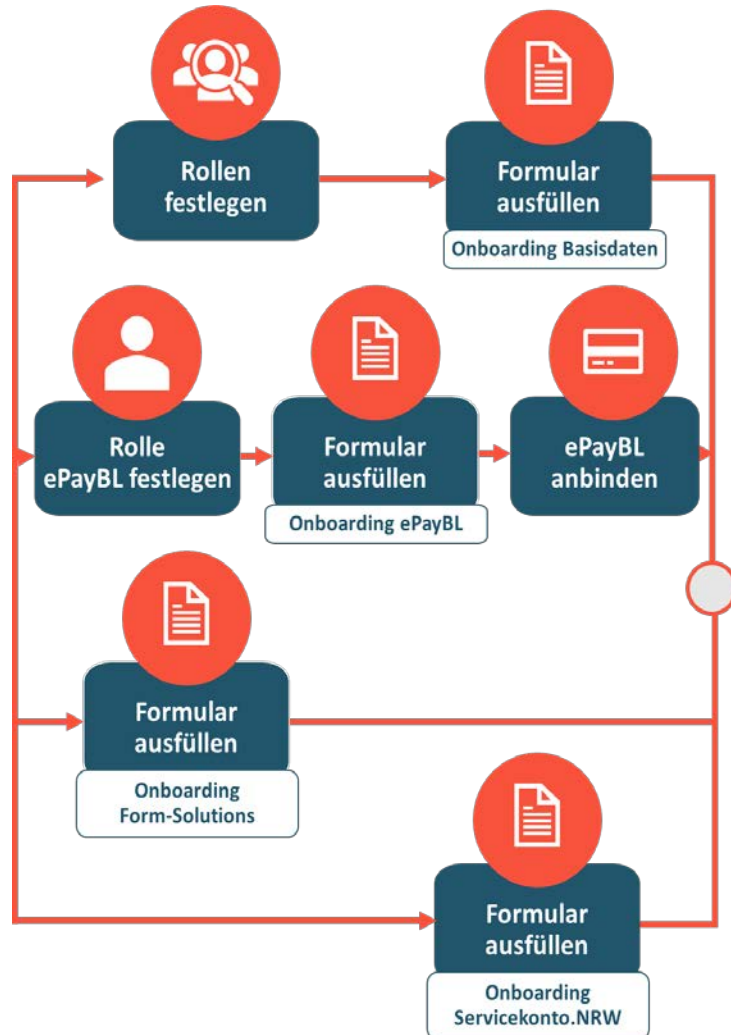 Rollen
festlegen
Formular
ausfüllen
Onboarding Basisdaten
Rolle
ePayBL festlegen
Formular
ausfüllen
Onboarding ePayBL
ePayBL
anbinden
Formular
ausfüllen
Onboarding
Form-Solutions
Formular
ausfüllen
Onboarding
Servicekonto.NRW